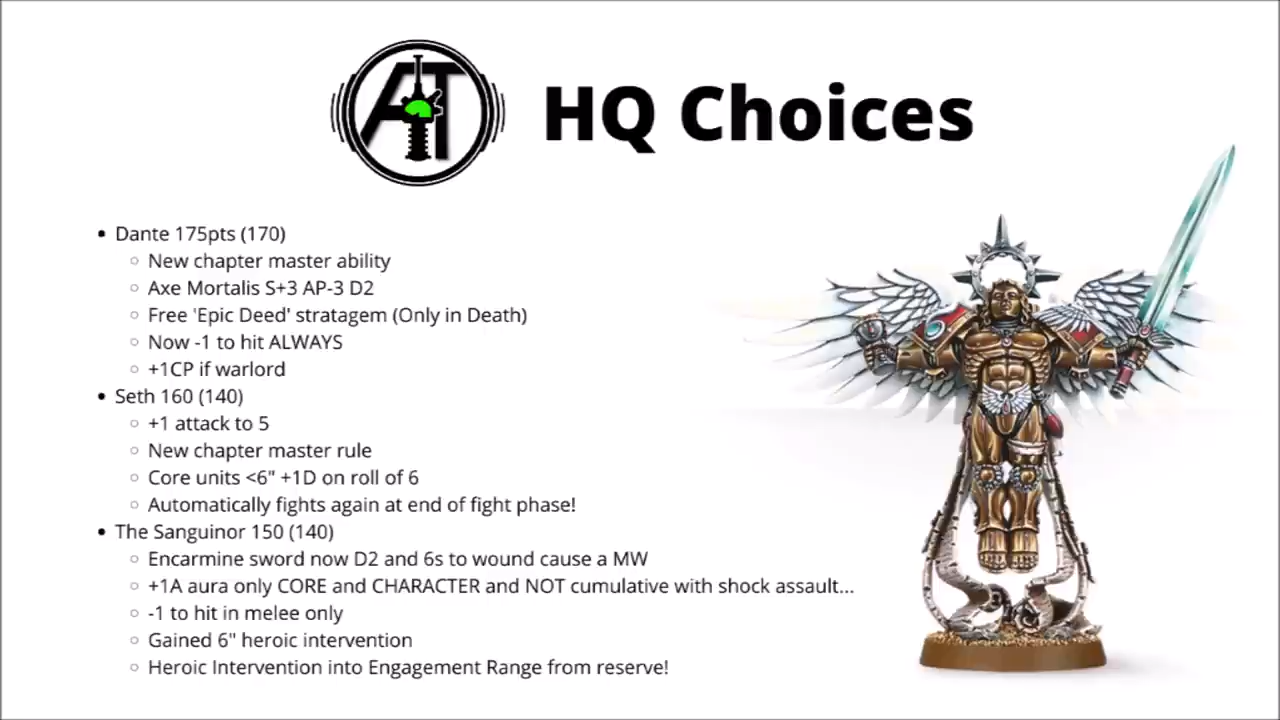 AT
HQ Choices
Dante 175pts (170)
New chapter master ability
Axe Mortalis S+3 AP-3 D2
Free 'Epic Deed' stratagem (Only in Death)
Now -1 to hit ALWAYS
+1CP if warlord
Seth 160 (140)
+1 attack to 5
New chapter master rule
Core units <6" +1D on roll of 6
Automatically fights again at end of fight phase!
The Sanguinor 150 (140)
Encarmine sword now D2 and 6s to wound cause a MW
+1A aura only CORE and CHARACTER and NOT cumulative with shock assault...
-1 to hit in melee only
Gained 6" heroic intervention
Heroic Intervention into Engagement Range from reserve!